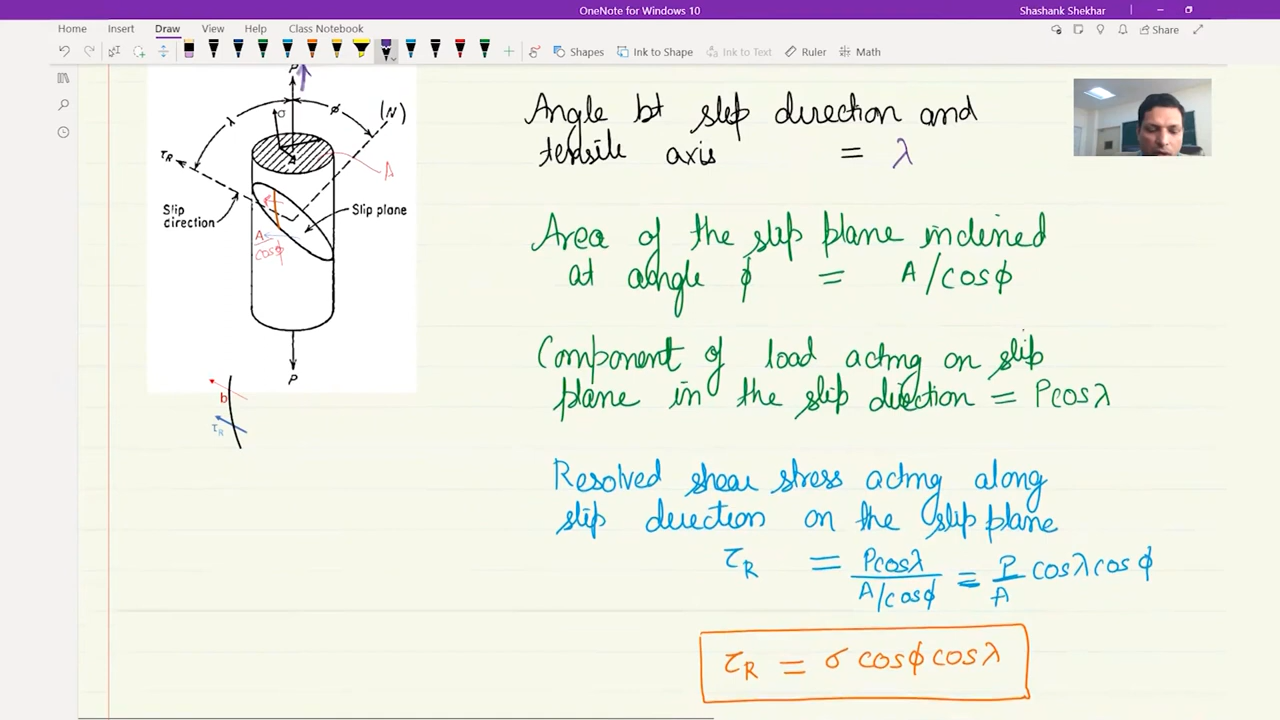 OneNote for Windows 10
Shashank Shekhar
Home Insert Draw View Help Class Notebook
Share
Shapes Ink to Shape Ink to Text Ruler Math
P
λ
σ
φ
(N)
τR
A
Slip
direction
Slip plane
A
cosφ
P
b
τR
Angle bt slip direction and
tensile axis = λ
Area of the slip plane inclined
at angle φ = A/cosφ
Component of load acting on slip
plane in the slip direction = Pcosλ
Resolved shear stress acting along
slip direction on the slip plane
τR = Pcosλ / A/cosφ = P/A cosλcosφ
τR = σ cosφ cosλ